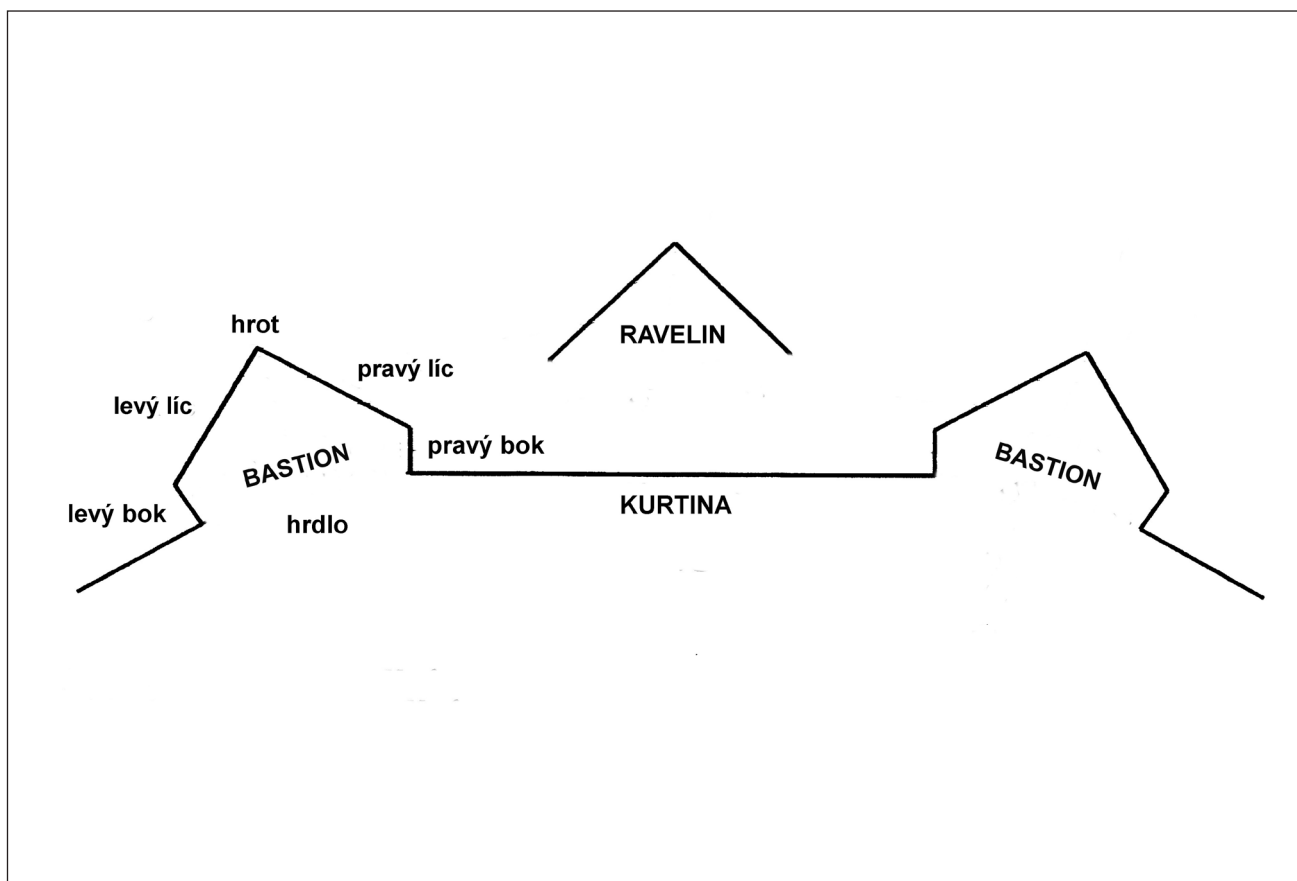 hrot
RAVELIN
pravý líc
levý líc
pravý bok
BASTION
BASTION
levý bok
hrdlo
KURTINA